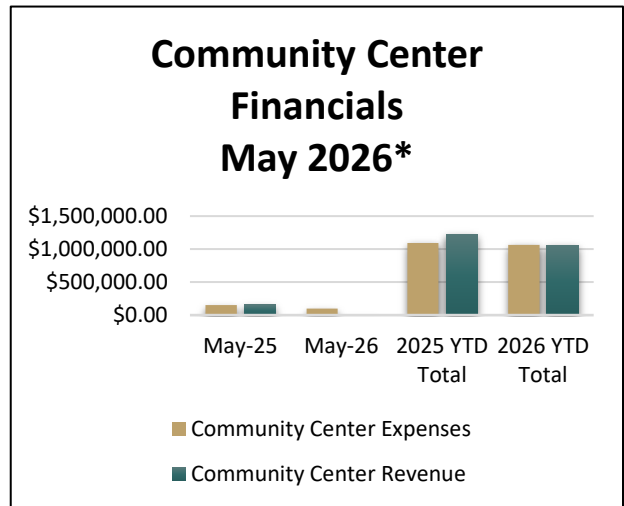 Community Center
Financials
May 2026*
$1,500,000.00
$1,000,000.00
$500,000.00
$0.00
May-25 May-26 2025 YTD 2026 YTD
Total Total
Community Center Expenses
Community Center Revenue